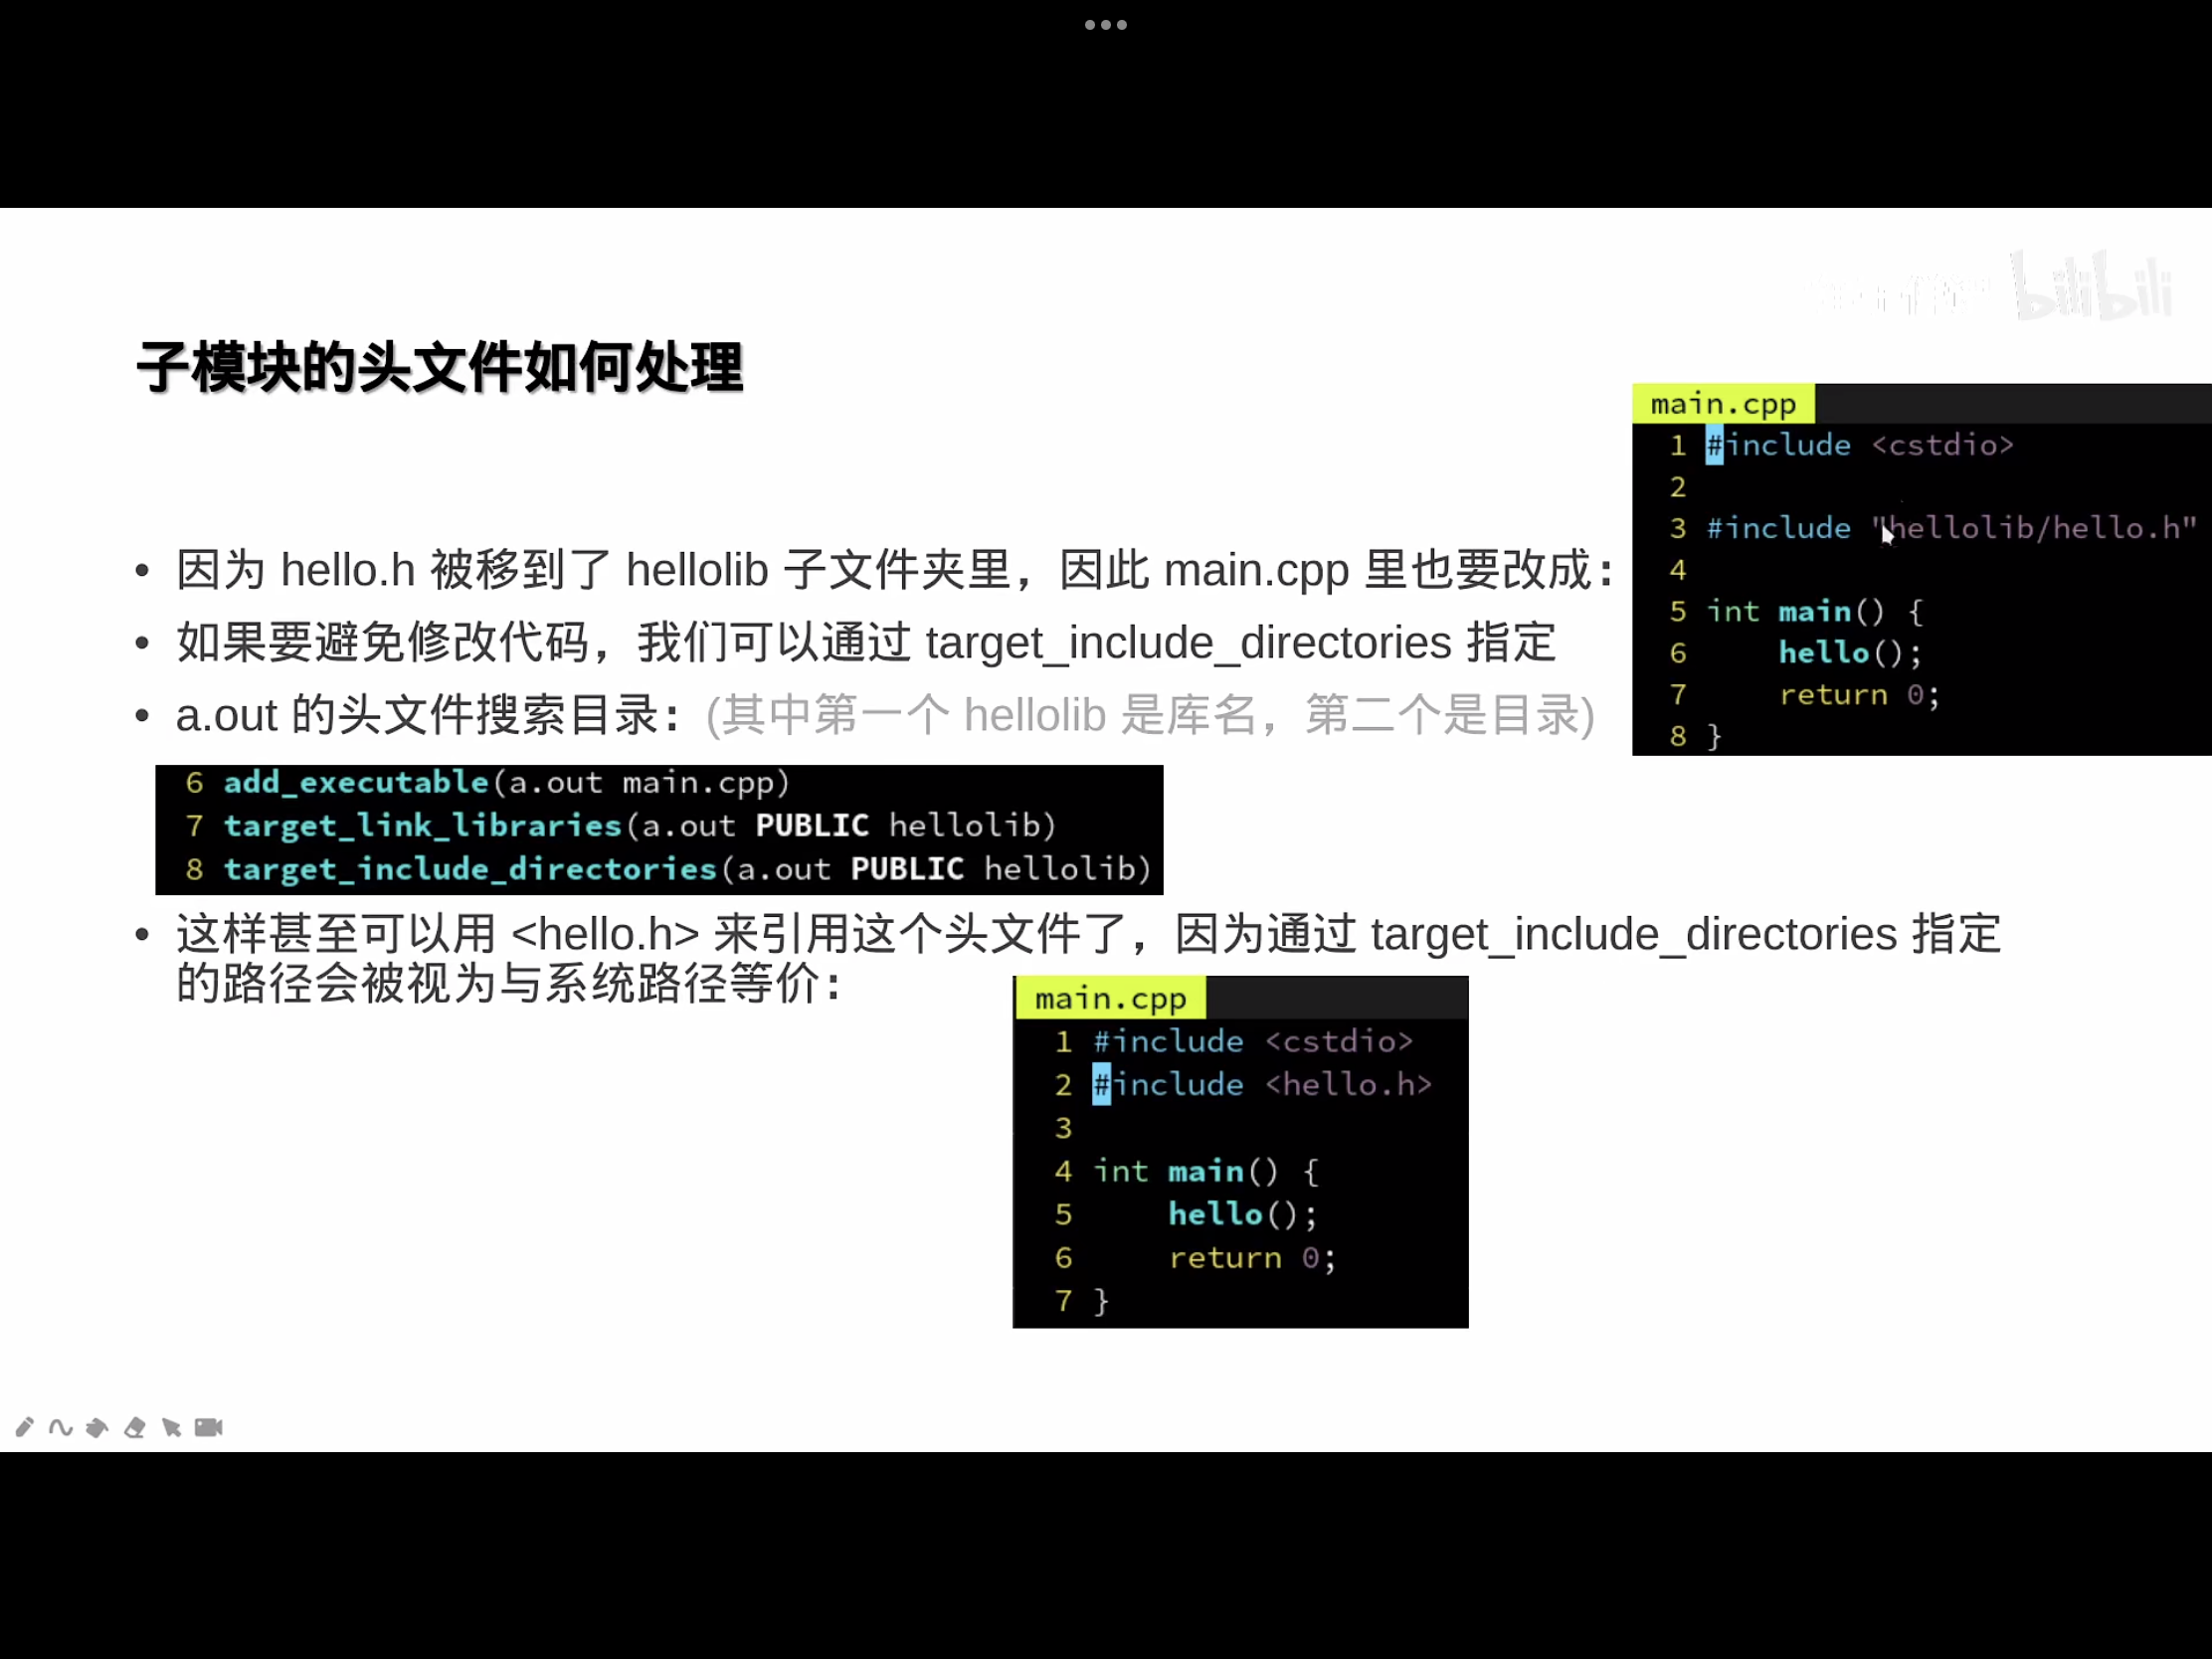 bilibili
子模块的头文件如何处理
• 因为 hello.h 被移到了 hellolib 子文件夹里，因此 main.cpp 里也要改成：
• 如果要避免修改代码，我们可以通过 target_include_directories 指定
• a.out 的头文件搜索目录：(其中第一个 hellolib 是库名，第二个是目录)
main.cpp
1 #include <cstdio>
2
3 #include "hellolib/hello.h"
4
5 int main() {
6     hello();
7     return 0;
8 }
6 add_executable(a.out main.cpp)
7 target_link_libraries(a.out PUBLIC hellolib)
8 target_include_directories(a.out PUBLIC hellolib)
• 这样甚至可以用 <hello.h> 来引用这个头文件了，因为通过 target_include_directories 指定
的路径会被视为与系统路径等价：
main.cpp
1 #include <cstdio>
2 #include <hello.h>
3
4 int main() {
5     hello();
6     return 0;
7 }